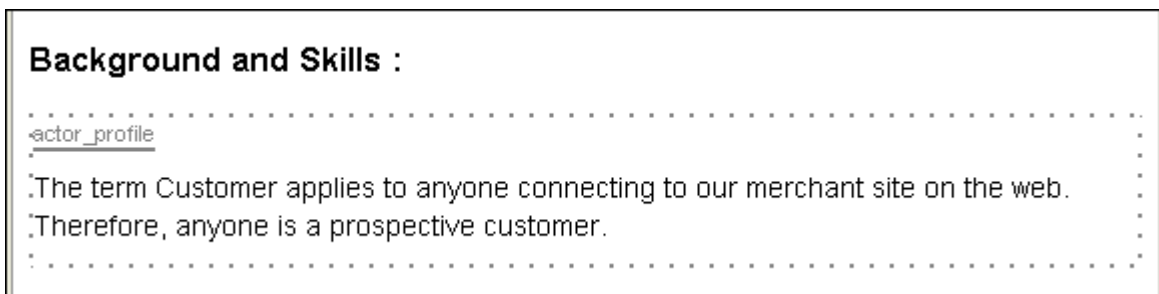 Background and Skills :
actor_profile
The term Customer applies to anyone connecting to our merchant site on the web.
Therefore, anyone is a prospective customer.